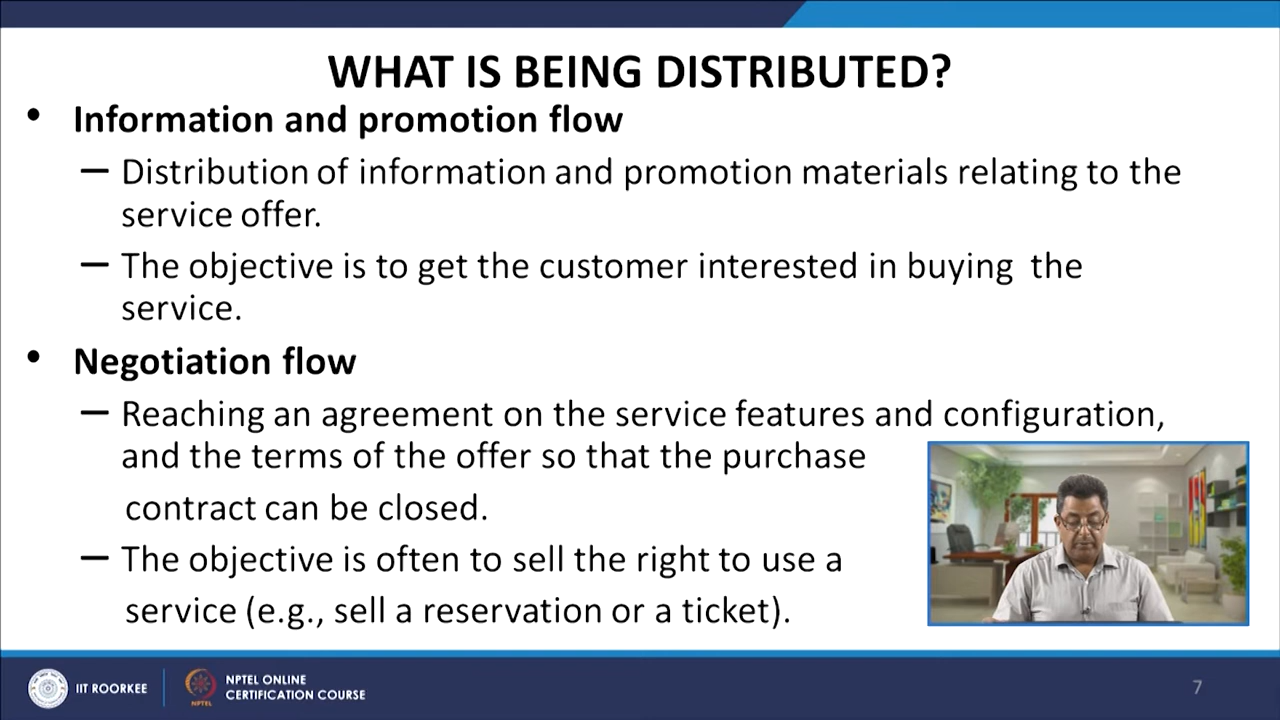 WHAT IS BEING DISTRIBUTED?
• Information and promotion flow
— Distribution of information and promotion materials relating to the
service offer.
— The objective is to get the customer interested in buying the
service.
• Negotiation flow
— Reaching an agreement on the service features and configuration,
and the terms of the offer so that the purchase
contract can be closed.
— The objective is often to sell the right to use a
service (e.g., sell a reservation or a ticket).
IIT ROORKEE
NPTEL
NPTEL ONLINE
CERTIFICATION COURSE
7